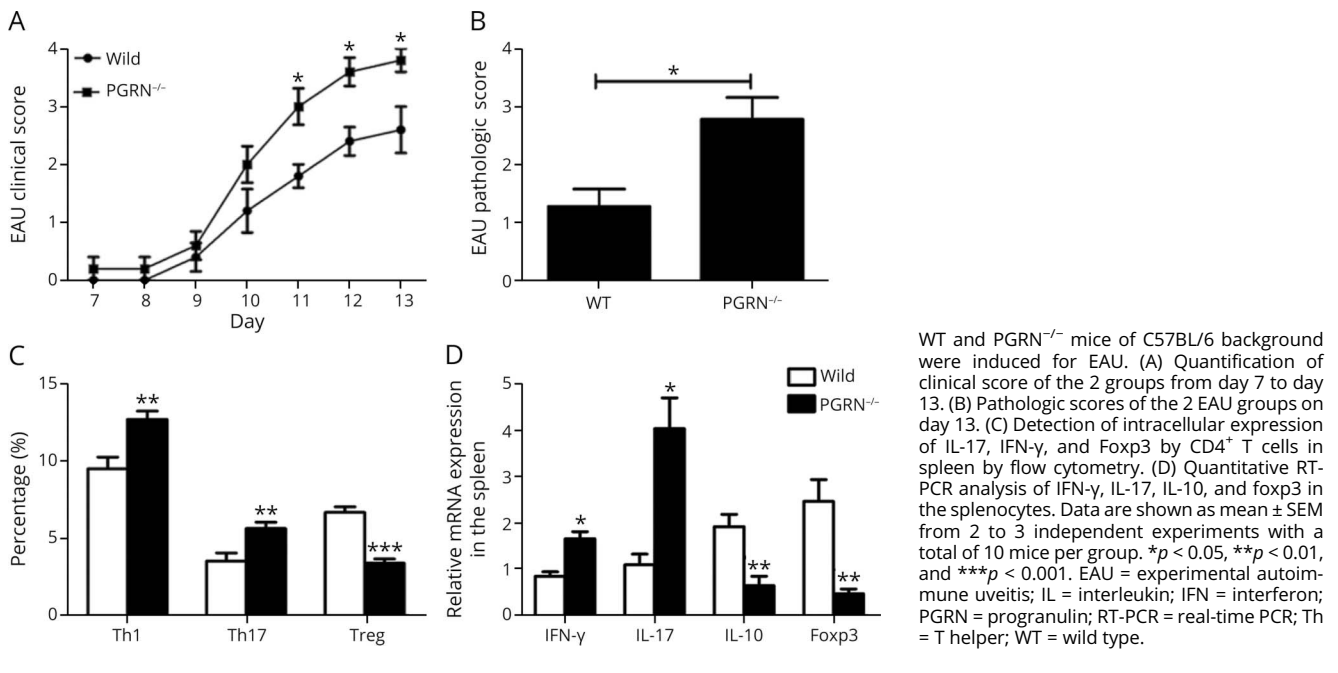 A
EAU clinical score
4
3
2
1
0
Wild
PGRN⁻/⁻
*
*
*
7 8 9 10 11 12 13
Day
B
EAU pathologic score
4
3
2
1
0
*
WT PGRN⁻/⁻
C
Percentage (%)
15
10
5
0
**
**
***
Th1 Th17 Treg
D
Relative mRNA expression
in the spleen
5
4
3
2
1
0
Wild
PGRN⁻/⁻
*
*
**
**
IFN-γ IL-17 IL-10 Foxp3
WT and PGRN⁻/⁻ mice of C57BL/6 background
were induced for EAU. (A) Quantification of
clinical score of the 2 groups from day 7 to day
13. (B) Pathologic scores of the 2 EAU groups on
day 13. (C) Detection of intracellular expression
of IL-17, IFN-γ, and Foxp3 by CD4⁺ T cells in
spleen by flow cytometry. (D) Quantitative RT-
PCR analysis of IFN-γ, IL-17, IL-10, and foxp3 in
the splenocytes. Data are shown as mean ± SEM
from 2 to 3 independent experiments with a
total of 10 mice per group. *p < 0.05, **p < 0.01,
and ***p < 0.001. EAU = experimental autoim-
mune uveitis; IL = interleukin; IFN = interferon;
PGRN = progranulin; RT-PCR = real-time PCR; Th
= T helper; WT = wild type.